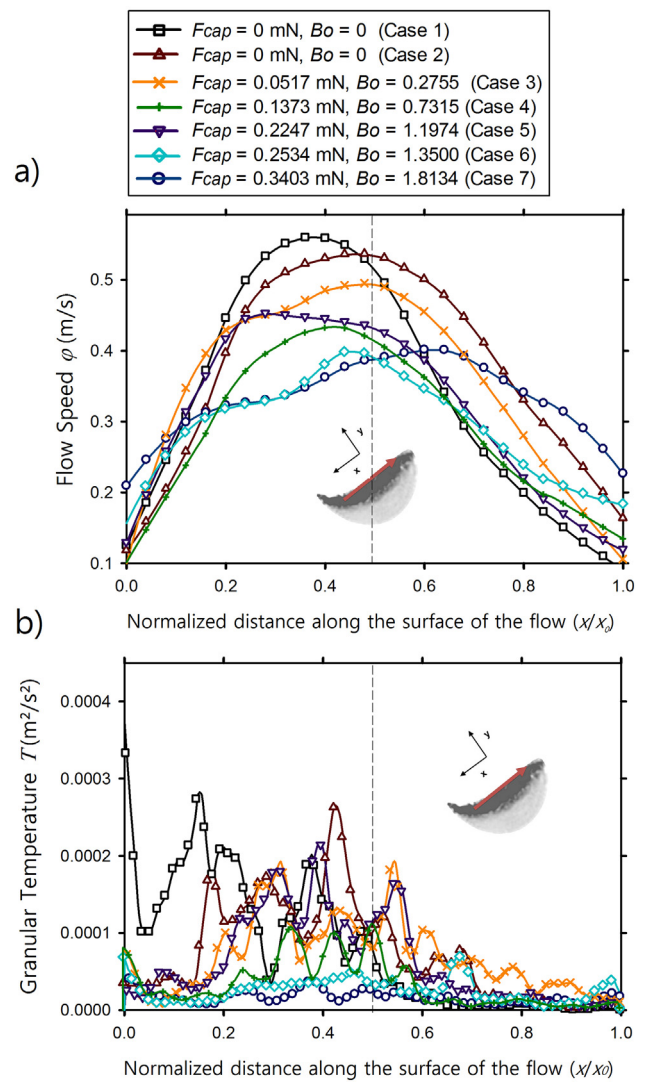 Fcap = 0 mN, Bo = 0 (Case 1)
Fcap = 0 mN, Bo = 0 (Case 2)
Fcap = 0.0517 mN, Bo = 0.2755 (Case 3)
Fcap = 0.1373 mN, Bo = 0.7315 (Case 4)
Fcap = 0.2247 mN, Bo = 1.1974 (Case 5)
Fcap = 0.2534 mN, Bo = 1.3500 (Case 6)
Fcap = 0.3403 mN, Bo = 1.8134 (Case 7)
a)
Flow Speed φ (m/s)
0.5
0.4
0.3
0.2
0.1
y
x
0.0 0.2 0.4 0.6 0.8 1.0
Normalized distance along the surface of the flow (x/x₀)
b)
Granular Temperature T (m²/s²)
0.0004
0.0003
0.0002
0.0001
0.0000
y
x
0.0 0.2 0.4 0.6 0.8 1.0
Normalized distance along the surface of the flow (x/x0)